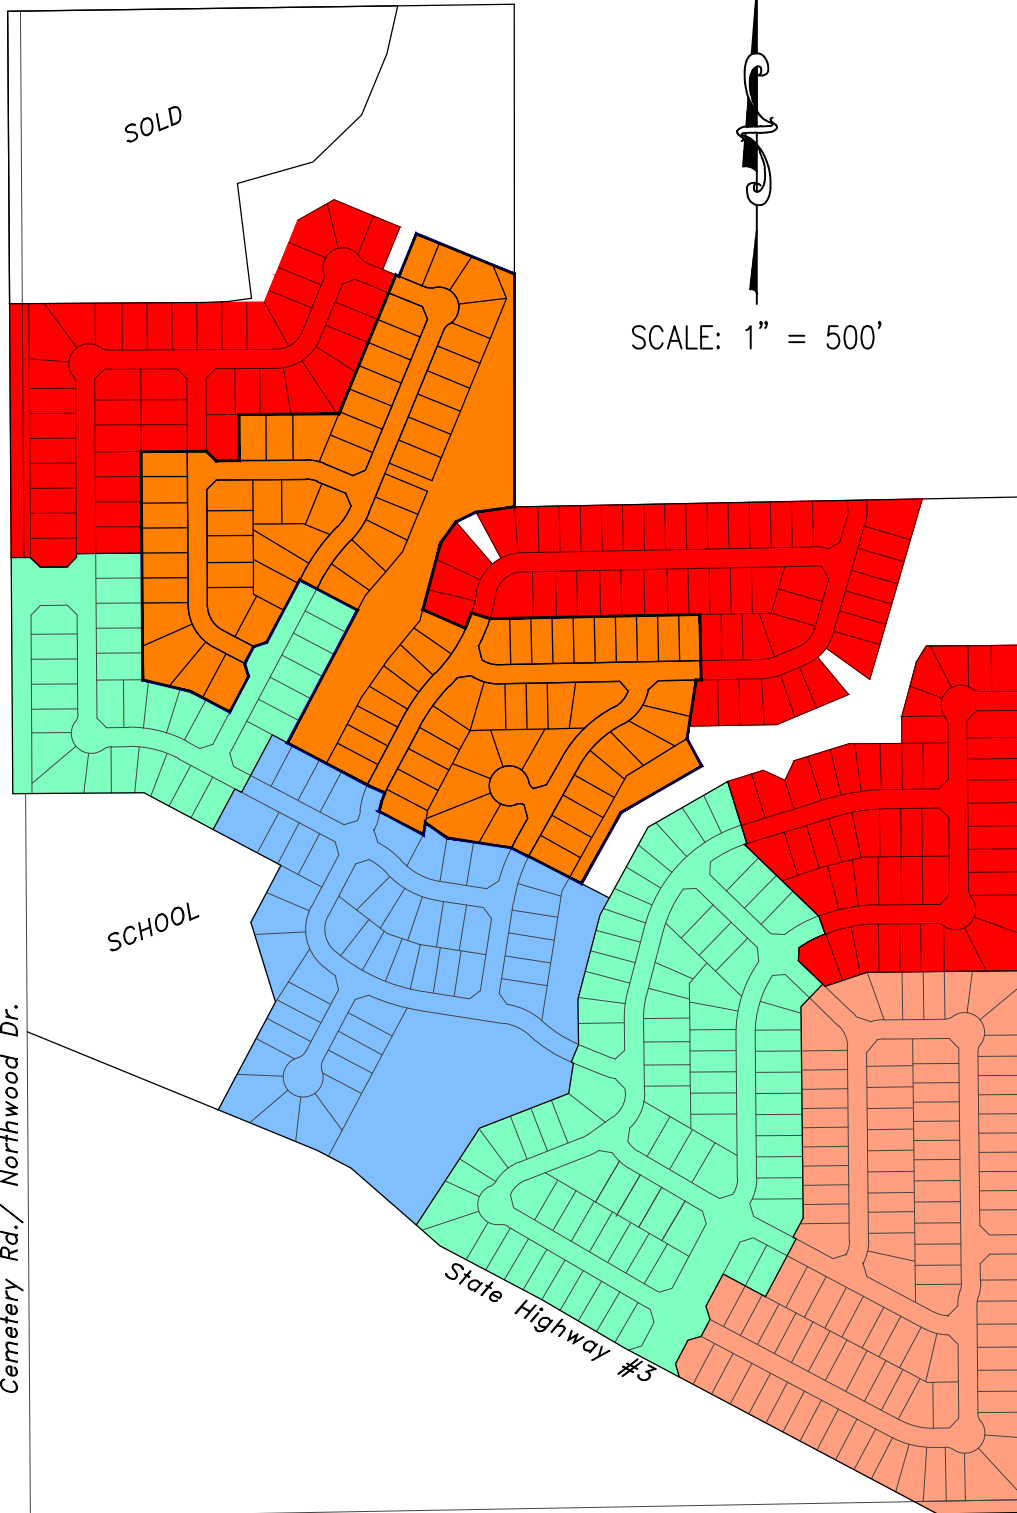 SOLD
SCALE: 1” = 500’
SCHOOL
Cemetery Rd./ Northwood Dr.
State Highway #3